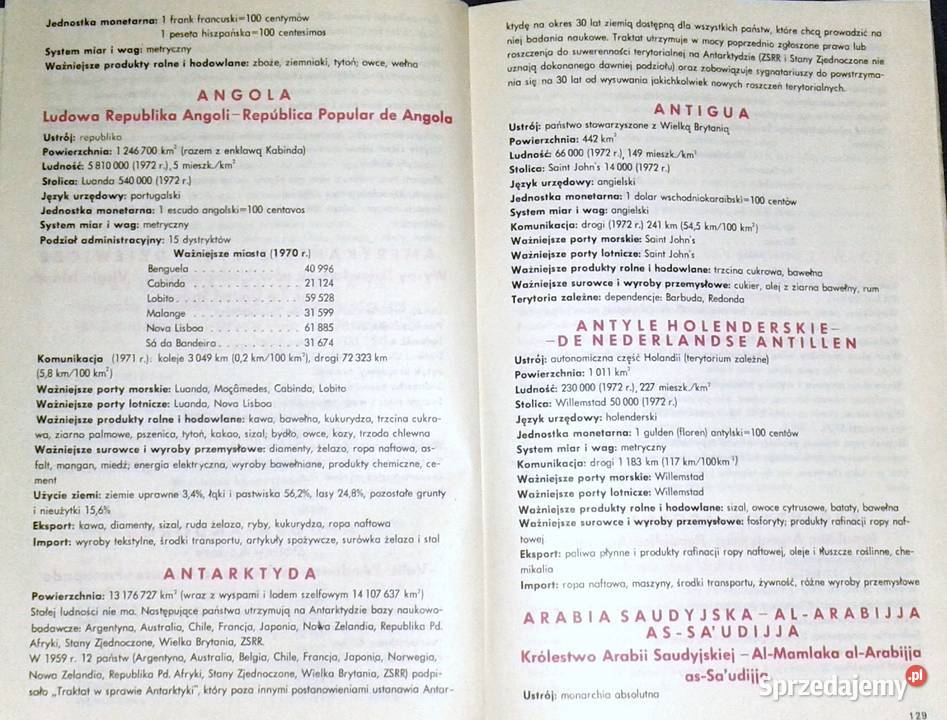 Jednostka monetarna: 1 frank francuski=100 centymów
1 peseta hiszpańska=100 centesimos
System miar i wag: metryczny
Ważniejsze produkty rolne i hodowlane: zboże, ziemniaki, tytoń; owce, wełna
ANGOLA
Ludowa Republika Angoli – República Popular de Angola
Ustrój: republika
Powierzchnia: 1 246 700 km² (razem z enklawą Kabinda)
Ludność: 5 810 000 (1972 r.), 5 mieszk./km²
Stolica: Luanda 540 000 (1972 r.)
Język urzędowy: portugalski
Jednostka monetarna: 1 escudo angolski=100 centavos
System miar i wag: metryczny
Podział administracyjny: 15 dystryktów
Ważniejsze miasta (1970 r.)
Benguela . . . . . . . . . . . 40 996
Cabinda . . . . . . . . . . . 21 124
Lobito . . . . . . . . . . . . 59 528
Malange . . . . . . . . . . . 31 599
Nova Lisboa . . . . . . . . . 61 885
Sá da Bandeira . . . . . . . . 31 674
Komunikacja (1971 r.): koleje 3 049 km (0,2 km/100 km²), drogi 72 323 km
(5,8 km/100 km²)
Ważniejsze porty morskie: Luanda, Moçâmedes, Cabinda, Lobito
Ważniejsze porty lotnicze: Luanda, Nova Lisboa
Ważniejsze produkty rolne i hodowlane: kawa, bawełna, kukurydza, trzcina cukro-
wa, ziarno palmowe, pszenica, tytoń, kakao, sizal; bydło, owce, kozy, trzoda chlewna
Ważniejsze surowce i wyroby przemysłowe: diamenty, żelazo, ropa naftowa, as-
falt, mangan, miedź; energia elektryczna, wyroby bawełniane, produkty chemiczne, ce-
ment
Użycie ziemi: ziemie uprawne 3,4%, łąki i pastwiska 56,2%, lasy 24,8%, pozostałe grunty
i nieużytki 15,6%
Eksport: kawa, diamenty, sizal, ruda żelaza, ryby, kukurydza, ropa naftowa
Import: wyroby tekstylne, środki transportu, artykuły spożywcze, surówka żelaza i stal
ANTARKTYDA
Powierzchnia: 13 176 727 km² (wraz z wyspami i lodem szelfowym 14 107 637 km²)
Stałej ludności nie ma. Następujące państwa utrzymują na Antarktydzie bazy naukowo-
badawcze: Argentyna, Australia, Chile, Francja, Japonia, Nowa Zelandia, Republika Pd.
Afryki, Stany Zjednoczone, Wielka Brytania, ZSRR.
W 1959 r. 12 państw (Argentyna, Australia, Belgia, Chile, Francja, Japonia, Norwegia,
Nowa Zelandia, Republika Pd. Afryki, Stany Zjednoczone, Wielka Brytania, ZSRR) podpi-
sało „Traktat w sprawie Antarktyki”, który poza innymi postanowieniami ustanawia Antar-
ktydę na okres 30 lat ziemią dostępną dla wszystkich państw, które chcą prowadzić na
niej badania naukowe. Traktat utrzymuje w mocy poprzednio zgłoszone prawa lub
roszczenia do suwerenności terytorialnej na Antarktydzie (ZSRR i Stany Zjednoczone nie
uznają dokonanego dawniej podziału) oraz zobowiązuje sygnatariuszy do powstrzyma-
nia się na 30 lat od wysuwania jakichkolwiek nowych roszczeń terytorialnych.
ANTIGUA
Ustrój: państwo stowarzyszone z Wielką Brytanią
Powierzchnia: 442 km²
Ludność: 66 000 (1972 r.), 149 mieszk./km²
Stolica: Saint John's 14 000 (1972 r.)
Język urzędowy: angielski
Jednostka monetarna: 1 dolar wschodniokaraibski=100 centów
System miar i wag: angielski
Komunikacja: drogi (1972 r.) 241 km (54,5 km/100 km²)
Ważniejsze porty morskie: Saint John's
Ważniejsze porty lotnicze: Saint John's
Ważniejsze produkty rolne i hodowlane: trzcina cukrowa, bawełna
Ważniejsze surowce i wyroby przemysłowe: cukier, olej z ziarna bawełny, rum
Terytoria zależne: dependencje: Barbuda, Redonda
ANTYLE HOLENDERSKIE –
– DE NEDERLANDSE ANTILLEN
Ustrój: autonomiczna część Holandii (terytorium zależne)
Powierzchnia: 1 011 km²
Ludność: 230 000 (1972 r.), 227 mieszk./km²
Stolica: Willemstad 50 000 (1972 r.)
Język urzędowy: holenderski
Jednostka monetarna: 1 gulden (floren) antylski=100 centów
System miar i wag: metryczny
Komunikacja: drogi 1 183 km (117 km/100km²)
Ważniejsze porty morskie: Willemstad
Ważniejsze porty lotnicze: Willemstad
Ważniejsze produkty rolne i hodowlane: sizal, owoce cytrusowe, bataty, bawełna
Ważniejsze surowce i wyroby przemysłowe: fosforyty; produkty rafinacji ropy naf-
towej
Eksport: paliwa płynne i produkty rafinacji ropy naftowej, oleje i tłuszcze roślinne, che-
mikalia
Import: ropa naftowa, maszyny, środki transportu, żywność, różne wyroby przemysłowe
ARABIA SAUDYJSKA – AL-ARABIJJA
AS-SA'UDIJJA
Królestwo Arabii Saudyjskiej – Al-Mamlaka al-Arabijja
as-Sa'udijja
Ustrój: monarchia absolutna
129
Sprzedajemy.pl